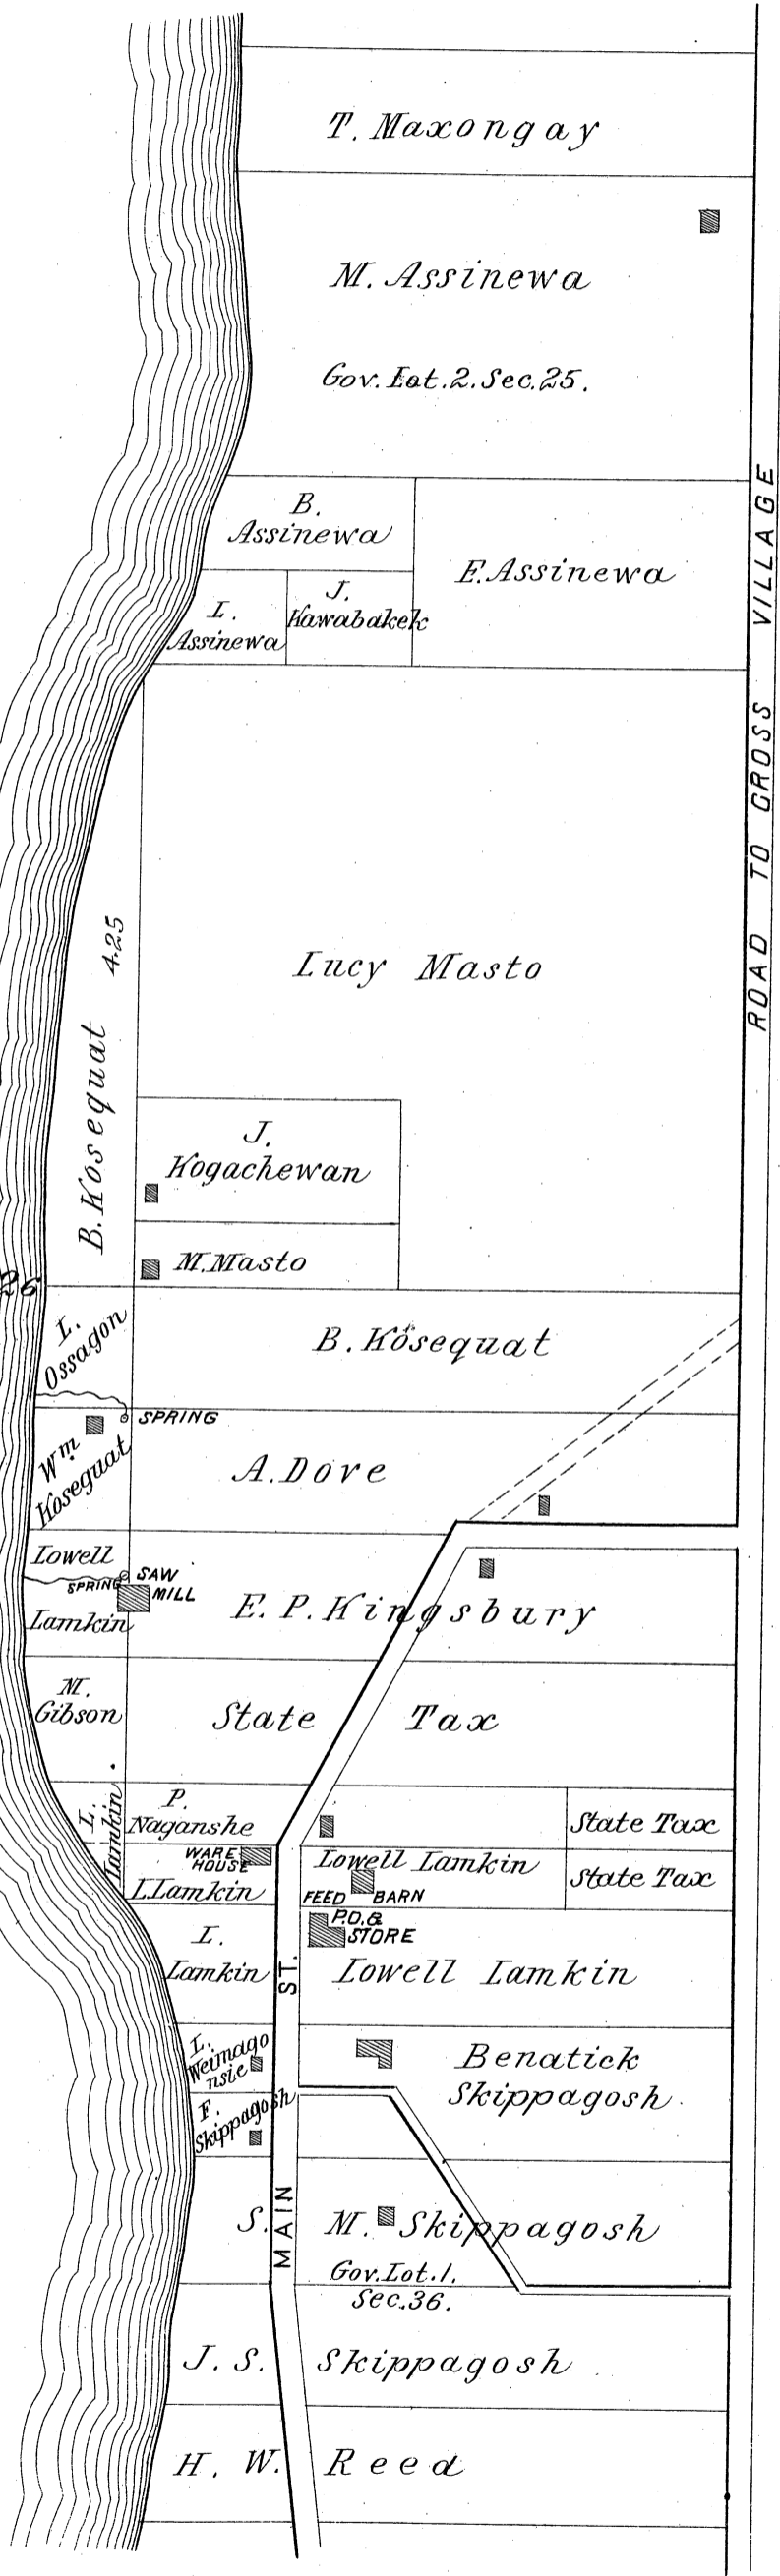 T. Maxongay
M. Assinewa
Gov. Lot. 2. Sec. 25.
B.
Assinewa
E. Assinewa
L.
Assinewa
J.
Kawabakek
ROAD TO CROSS VILLAGE
Lucy Masto
B. Kosequat 4.25
J.
Kogachewan
M. Masto
26
L.
Ossagon
B. Kosequat
SPRING
Wm
Kosequat
A. Dove
Lowell
SPRING
Lamkin
SAW
MILL
E. P. Kingsbury
M.
Gibson
State Tax
L.
Lamkin
P.
Naganshe
State Tax
WARE
HOUSE
L. Lamkin
Lowell Lamkin
State Tax
FEED BARN
P.O. &
STORE
L.
Lamkin
Lowell Lamkin
MAIN ST.
L.
Weimago
nsie
Benatick
Skippagosh
F.
Skippagosh
S. M. Skippagosh
Gov. Lot. 1.
Sec. 36.
J. S. Skippagosh
H. W. Reed